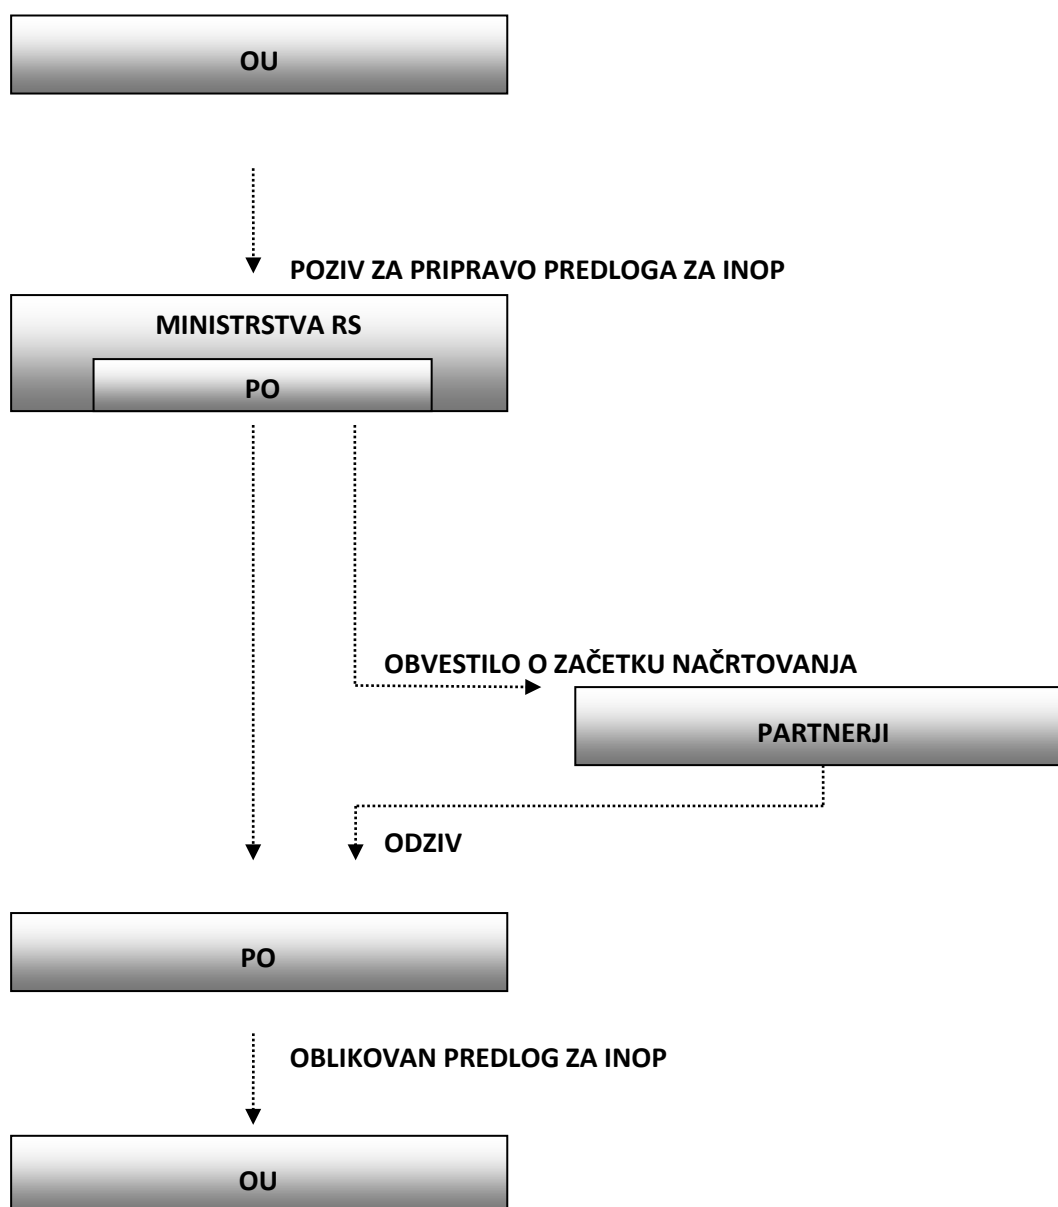 OU
POZIV ZA PRIPRAVO PREDLOGA ZA INOP
MINISTRSTVA RS
PO
OBVESTILO O ZAČETKU NAČRTOVANJA
PARTNERJI
ODZIV
PO
OBLIKOVAN PREDLOG ZA INOP
OU